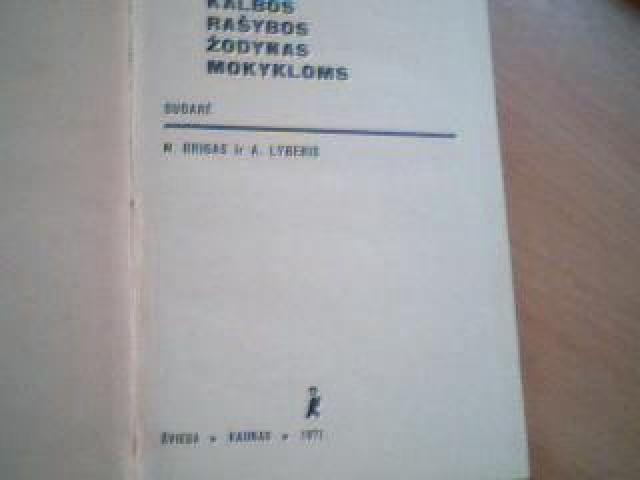 KALBOS
RAŠYBOS
ŽODYNAS
MOKYKLOMS
SUDARĖ
N. GRIGAS ir A. LYBERIS
ŠVIESA • KAUNAS • 1971